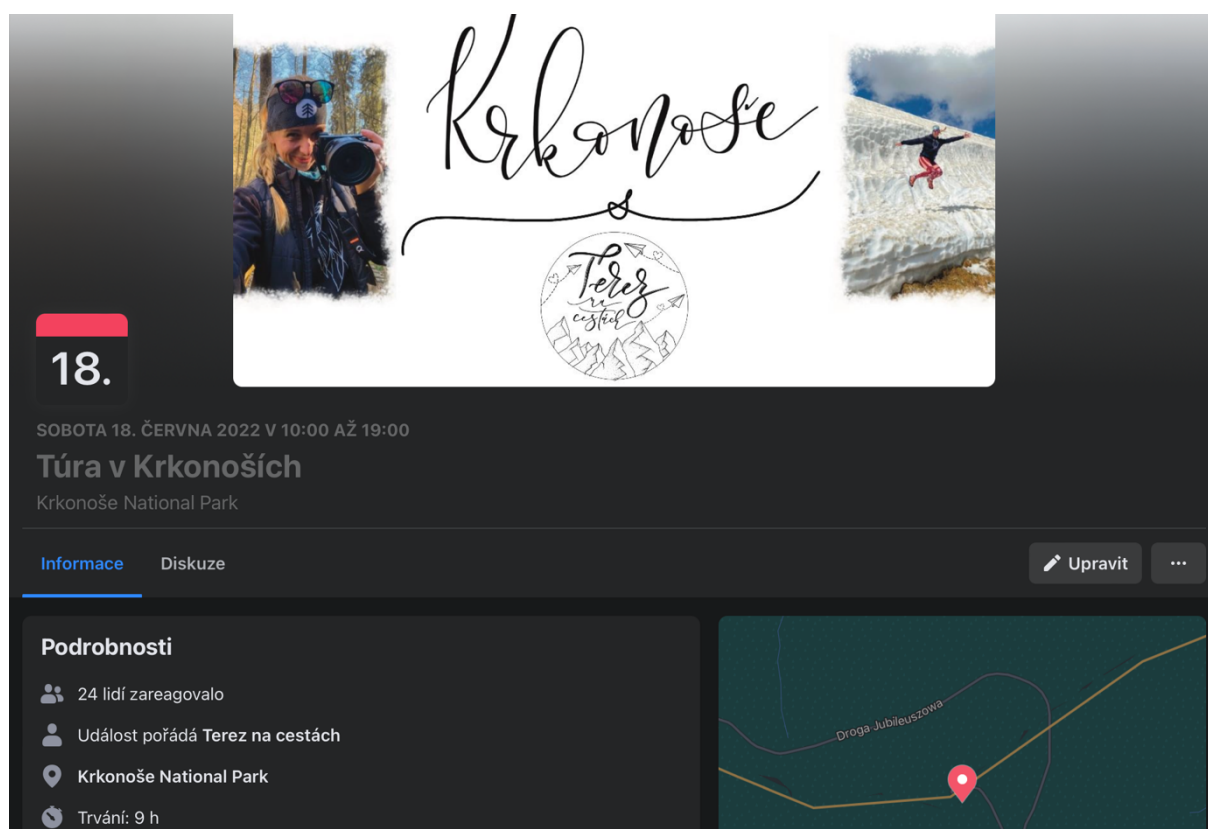 Krkonoše
s
Terez
na
cestách
18.
SOBOTA 18. ČERVNA 2022 V 10:00 AŽ 19:00
Túra v Krkonoších
Krkonoše National Park
Informace Diskuze Upravit ...
Podrobnosti
24 lidí zareagovalo
Událost pořádá Terez na cestách
Krkonoše National Park
Trvání: 9 h
Droga Jubileuszowa